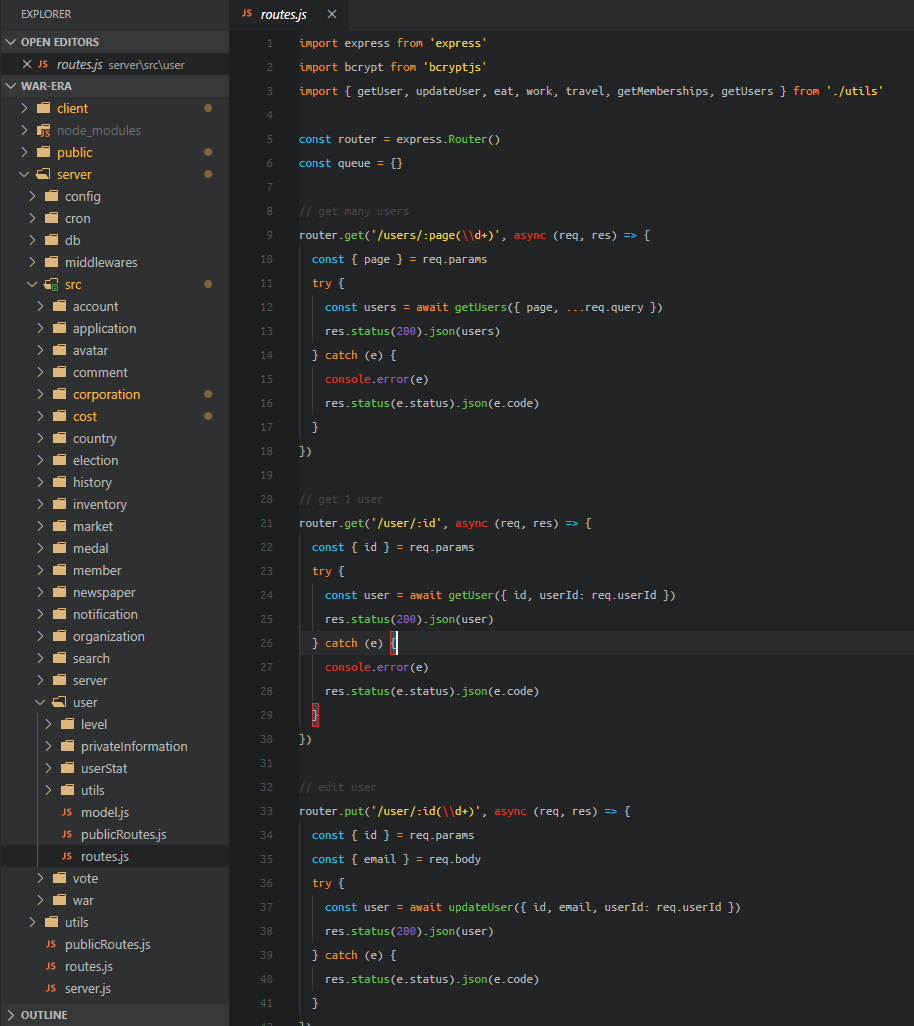 EXPLORER
OPEN EDITORS
JS routes.js server\src\user
WAR-ERA
client
node_modules
public
server
config
cron
db
middlewares
src
account
application
avatar
comment
corporation
cost
country
election
history
inventory
market
medal
member
newspaper
notification
organization
search
server
user
level
privateInformation
userStat
utils
JS model.js
JS publicRoutes.js
JS routes.js
vote
war
utils
JS publicRoutes.js
JS routes.js
JS server.js
OUTLINE
JS routes.js
1 import express from 'express'
2 import bcrypt from 'bcryptjs'
3 import { getUser, updateUser, eat, work, travel, getMemberships, getUsers } from './utils'
4
5 const router = express.Router()
6 const queue = {}
7
8 // get many users
9 router.get('/users/:page(\\d+)', async (req, res) => {
10 const { page } = req.params
11 try {
12 const users = await getUsers({ page, ...req.query })
13 res.status(200).json(users)
14 } catch (e) {
15 console.error(e)
16 res.status(e.status).json(e.code)
17 }
18 })
19
20 // get 1 user
21 router.get('/user/:id', async (req, res) => {
22 const { id } = req.params
23 try {
24 const user = await getUser({ id, userId: req.userId })
25 res.status(200).json(user)
26 } catch (e) {
27 console.error(e)
28 res.status(e.status).json(e.code)
29 }
30 })
31
32 // edit user
33 router.put('/user/:id(\\d+)', async (req, res) => {
34 const { id } = req.params
35 const { email } = req.body
36 try {
37 const user = await updateUser({ id, email, userId: req.userId })
38 res.status(200).json(user)
39 } catch (e) {
40 res.status(e.status).json(e.code)
41 }
42 })